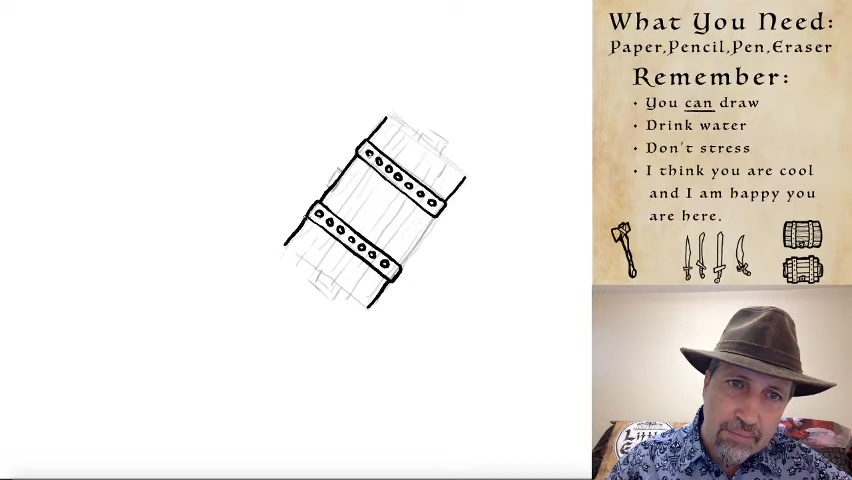 What You Need:
Paper,Pencil,Pen,Eraser
Remember:
• You can draw
• Drink water
• Don't stress
• I think you are cool
and I am happy you
are here.